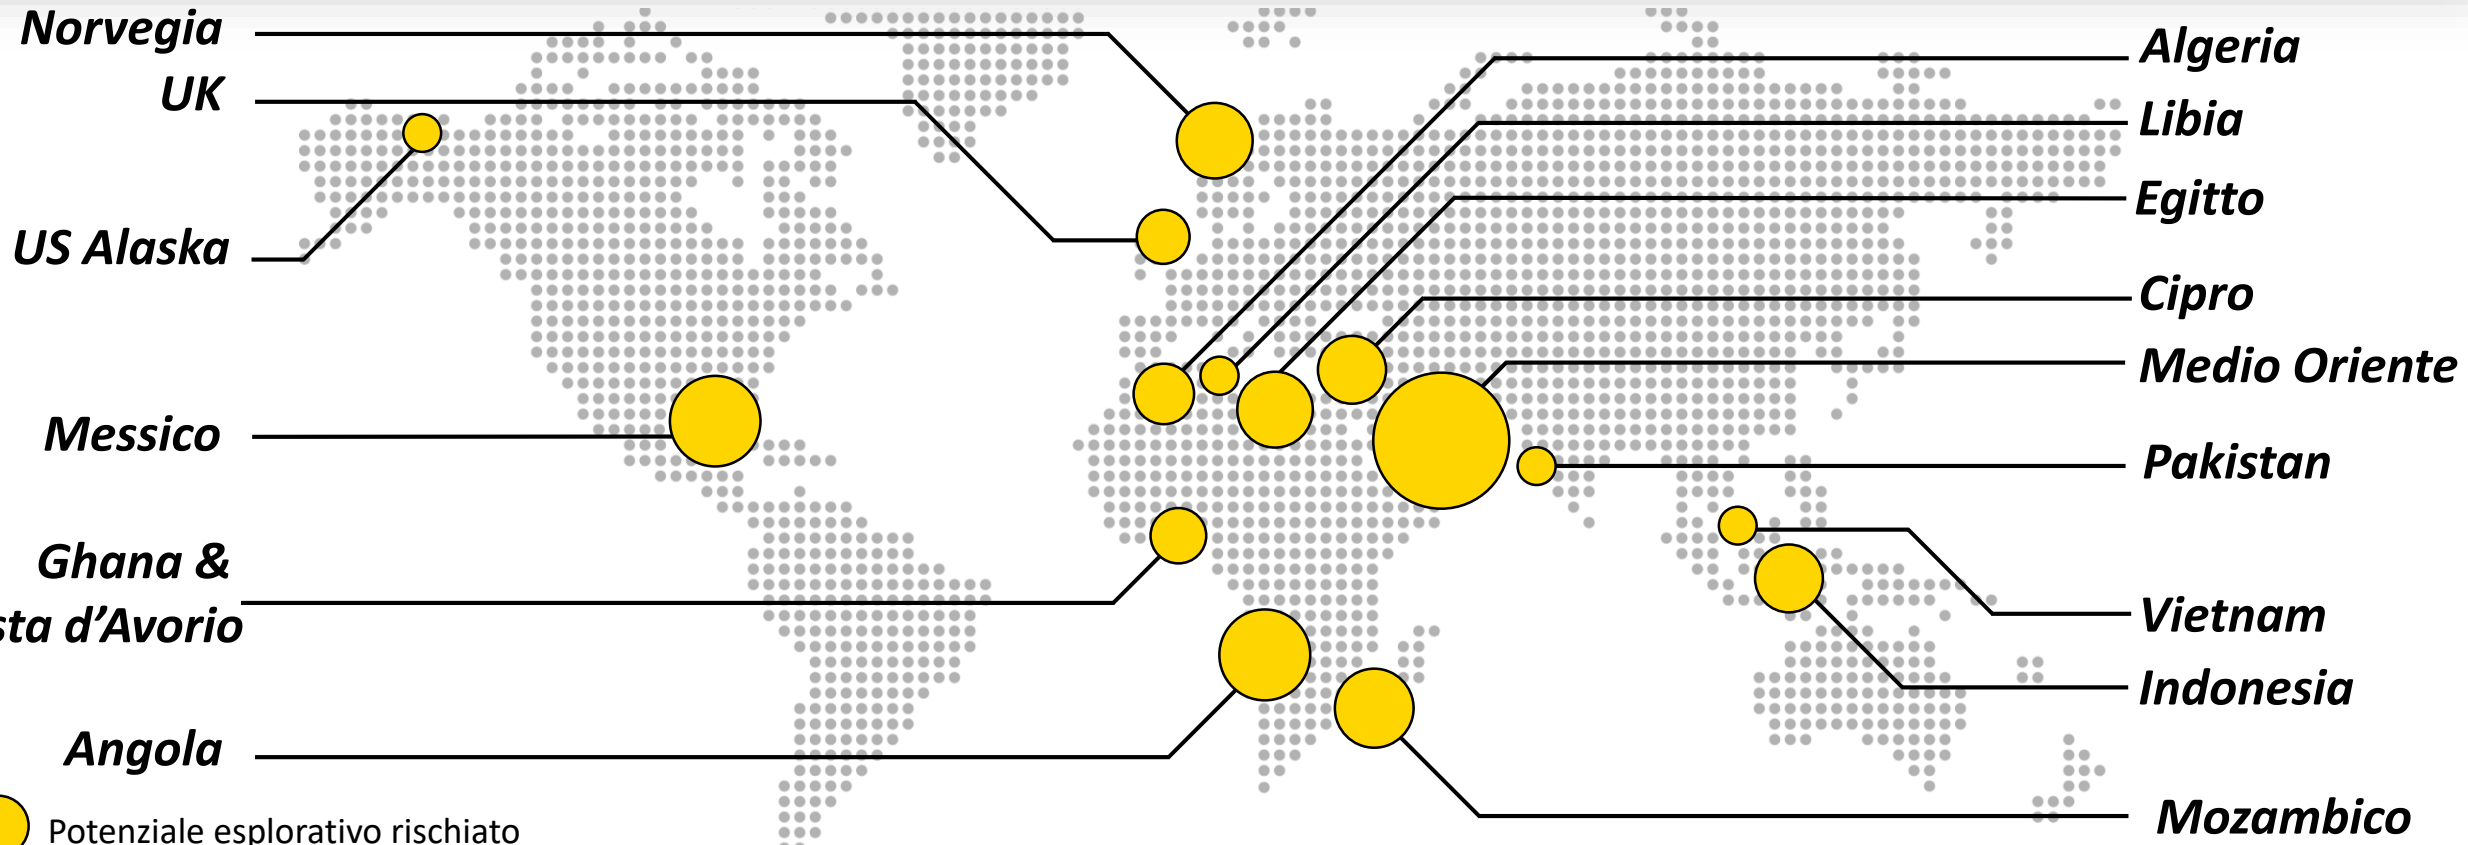 Norvegia
UK
US Alaska
Messico
Ghana &
sta d’Avorio
Angola
Potenziale esplorativo rischiato
Algeria
Libia
Egitto
Cipro
Medio Oriente
Pakistan
Vietnam
Indonesia
Mozambico